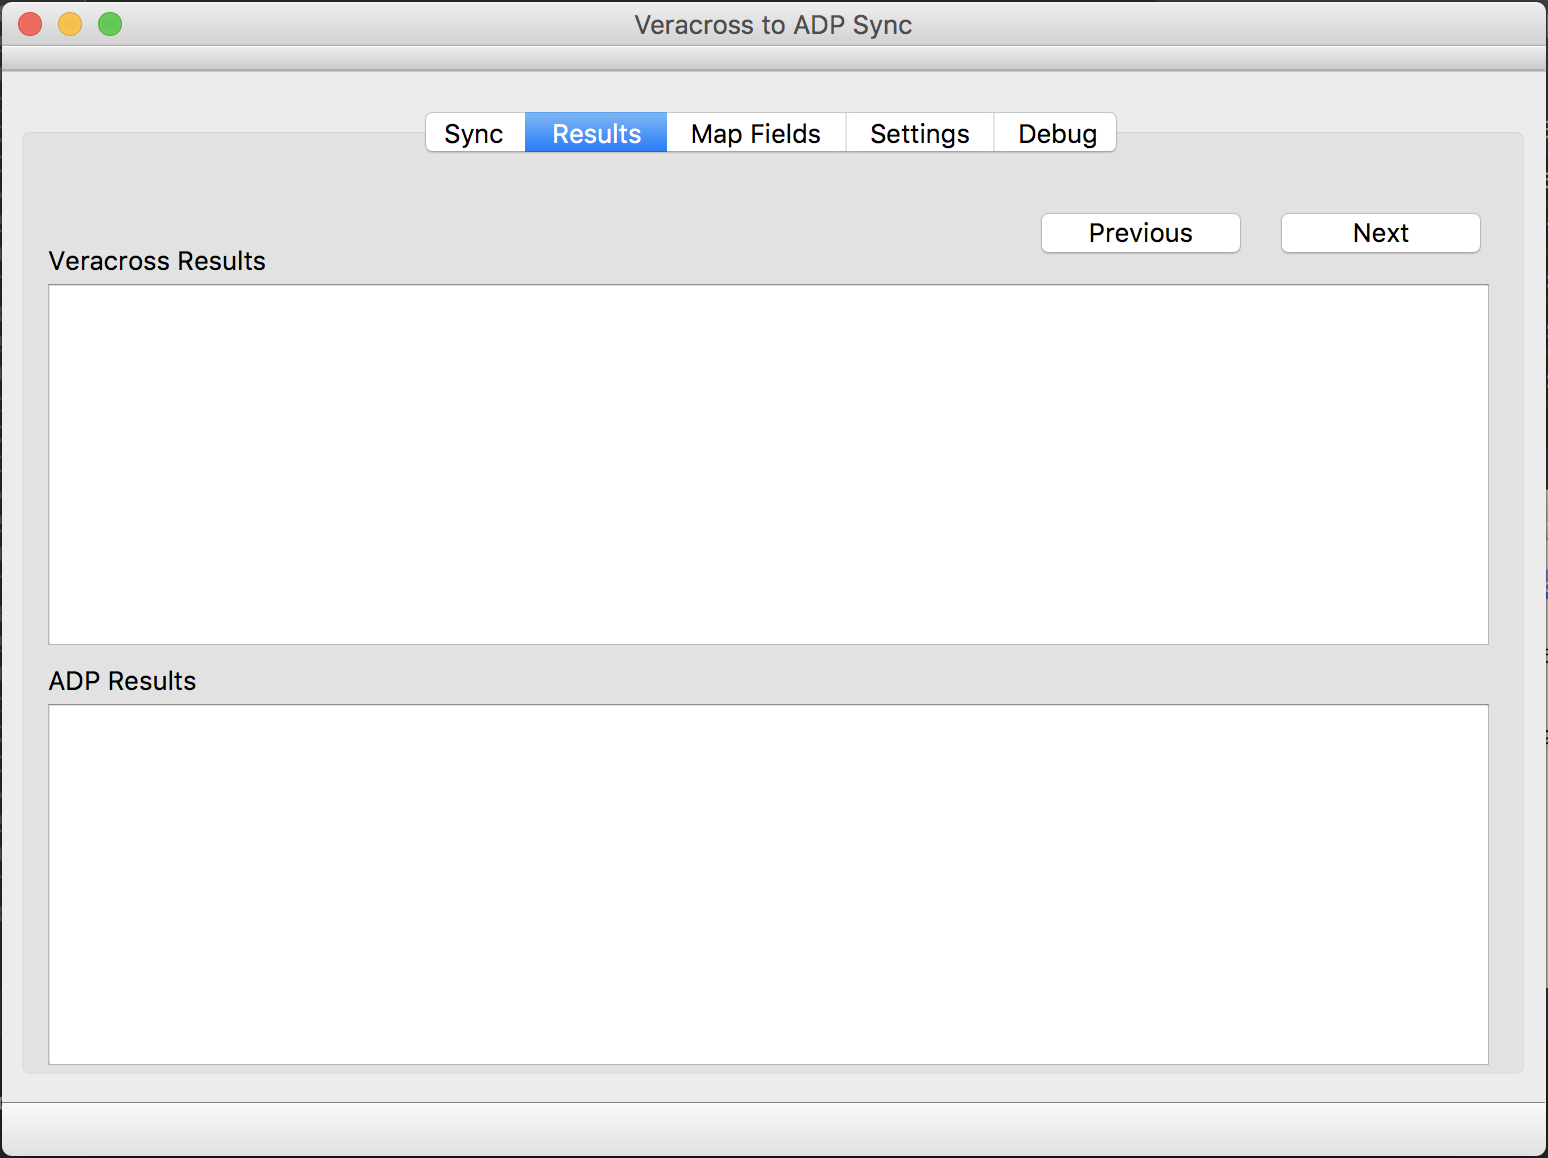 Veracross to ADP Sync
Sync Results Map Fields Settings Debug
Previous Next
Veracross Results
ADP Results